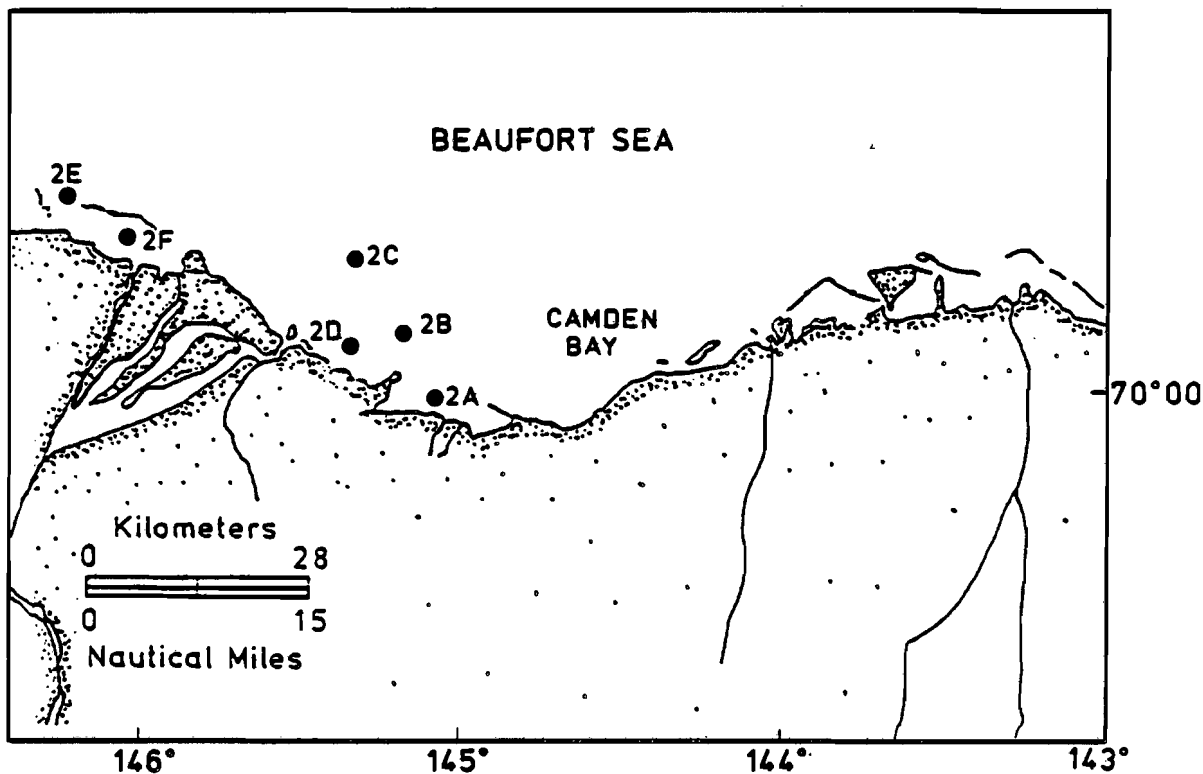 BEAUFORT SEA
2E
2F
2C
2D
2B
CAMDEN
BAY
2A
70°00
Kilometers
0 28
0 15
Nautical Miles
146° 145° 144° 143°